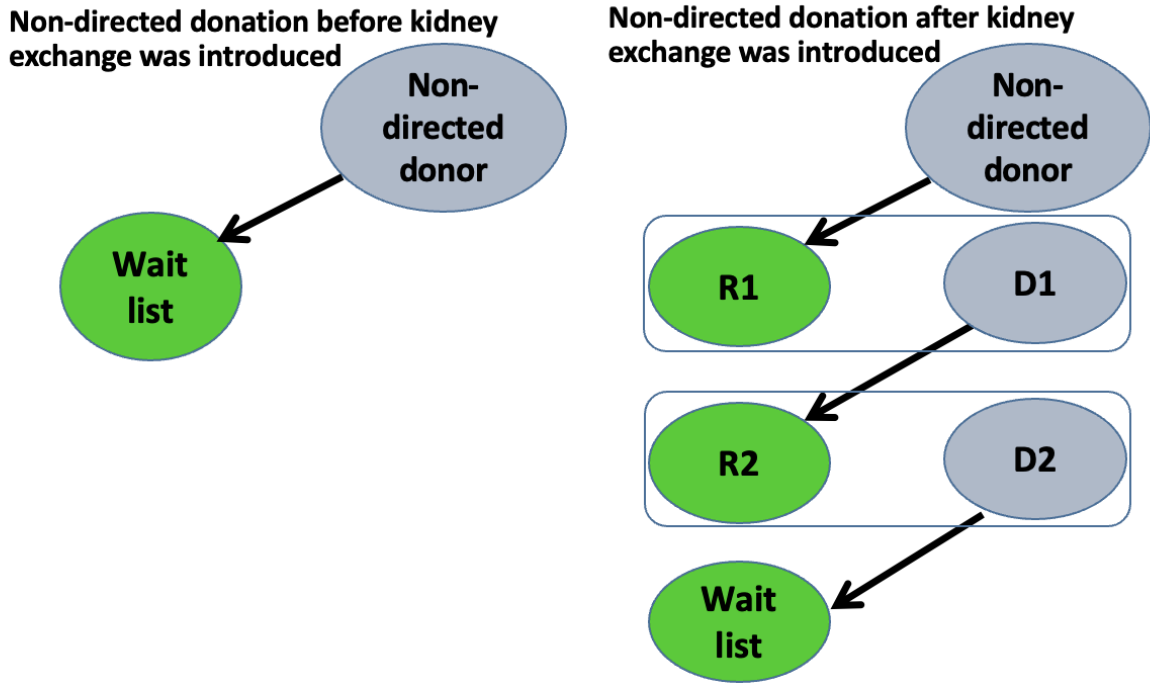 Non-directed donation before kidney
exchange was introduced
Non-
directed
donor
Wait
list
Non-directed donation after kidney
exchange was introduced
Non-
directed
donor
R1
D1
R2
D2
Wait
list